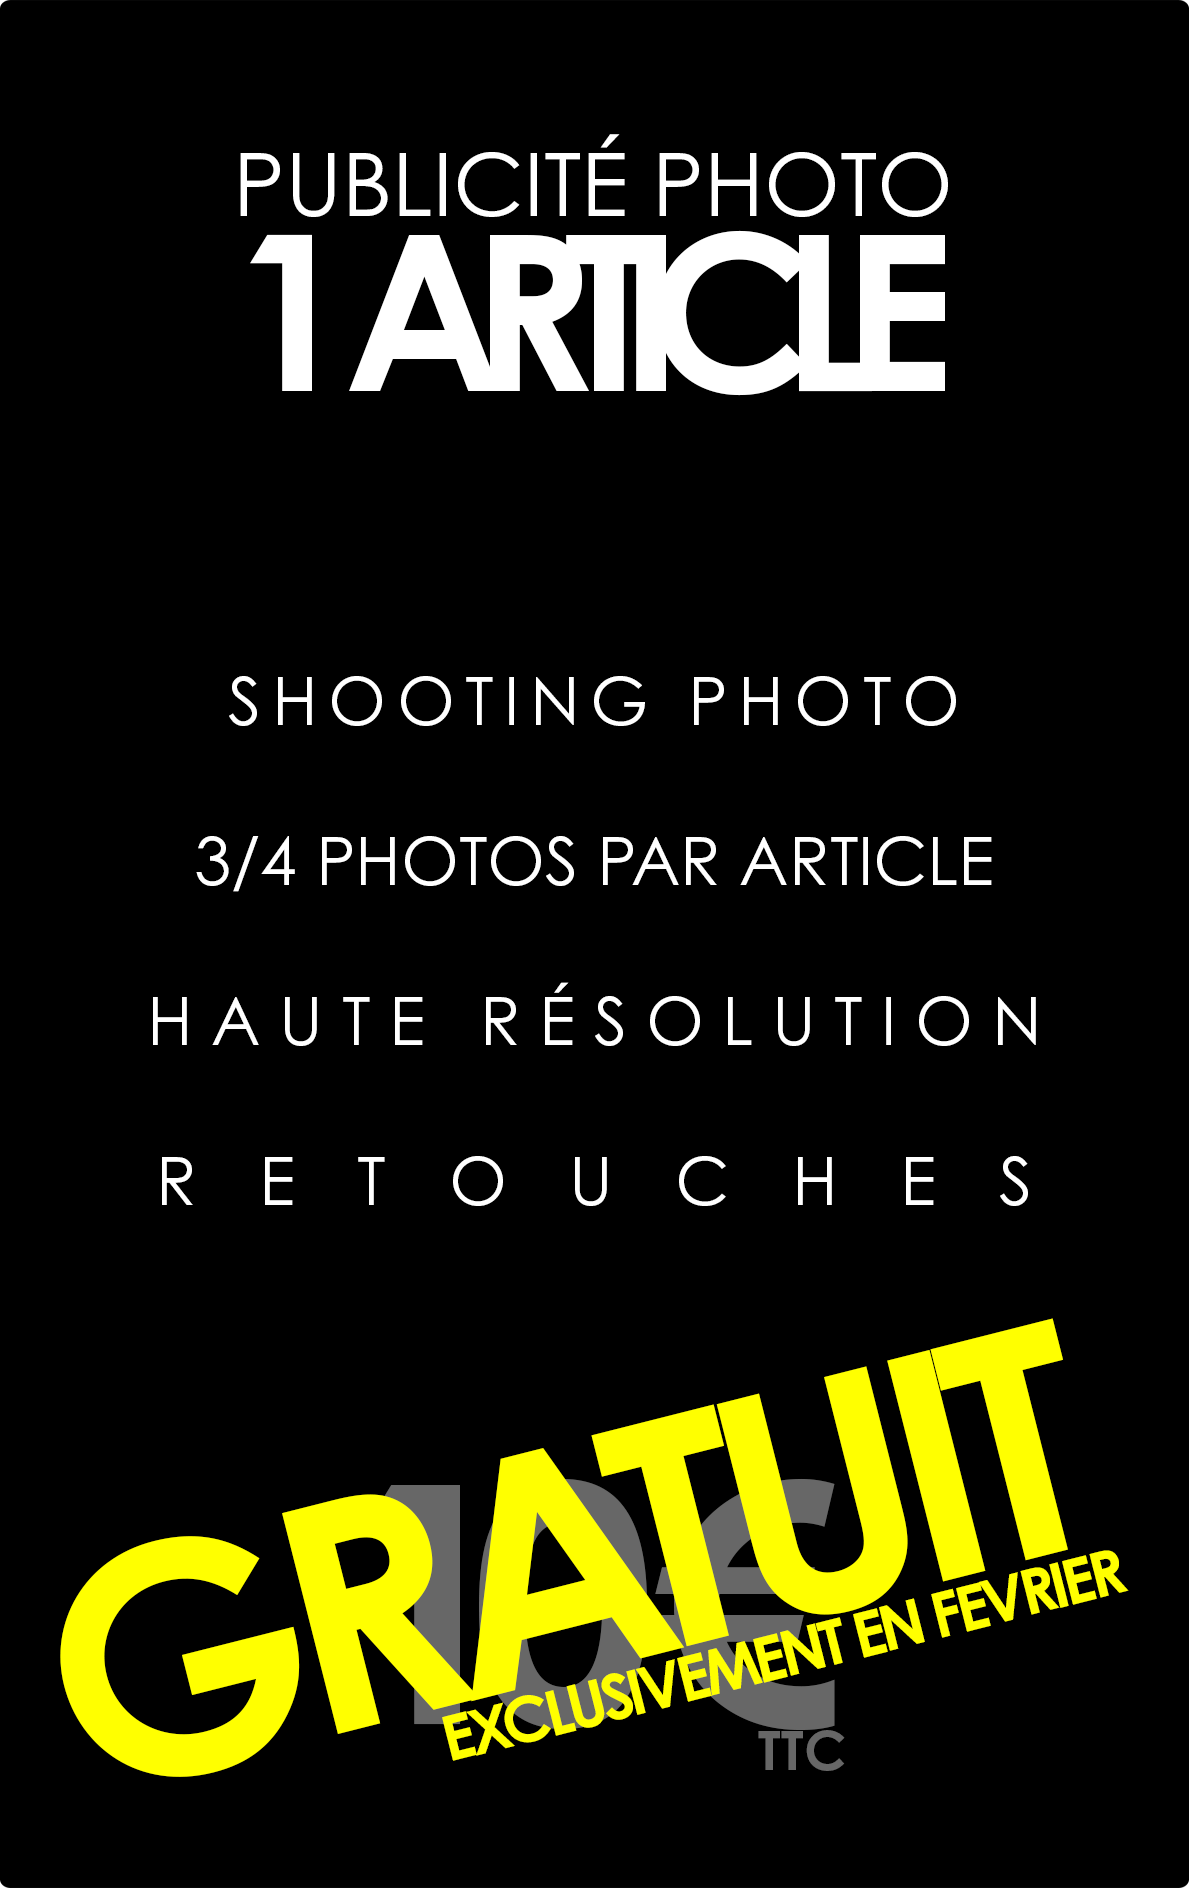 PUBLICITÉ PHOTO
1 ARTICLE
SHOOTING PHOTO
3/4 PHOTOS PAR ARTICLE
HAUTE RÉSOLUTION
RETOUCHES
10€
GRATUIT
EXCLUSIVEMENT EN FEVRIER
TTC